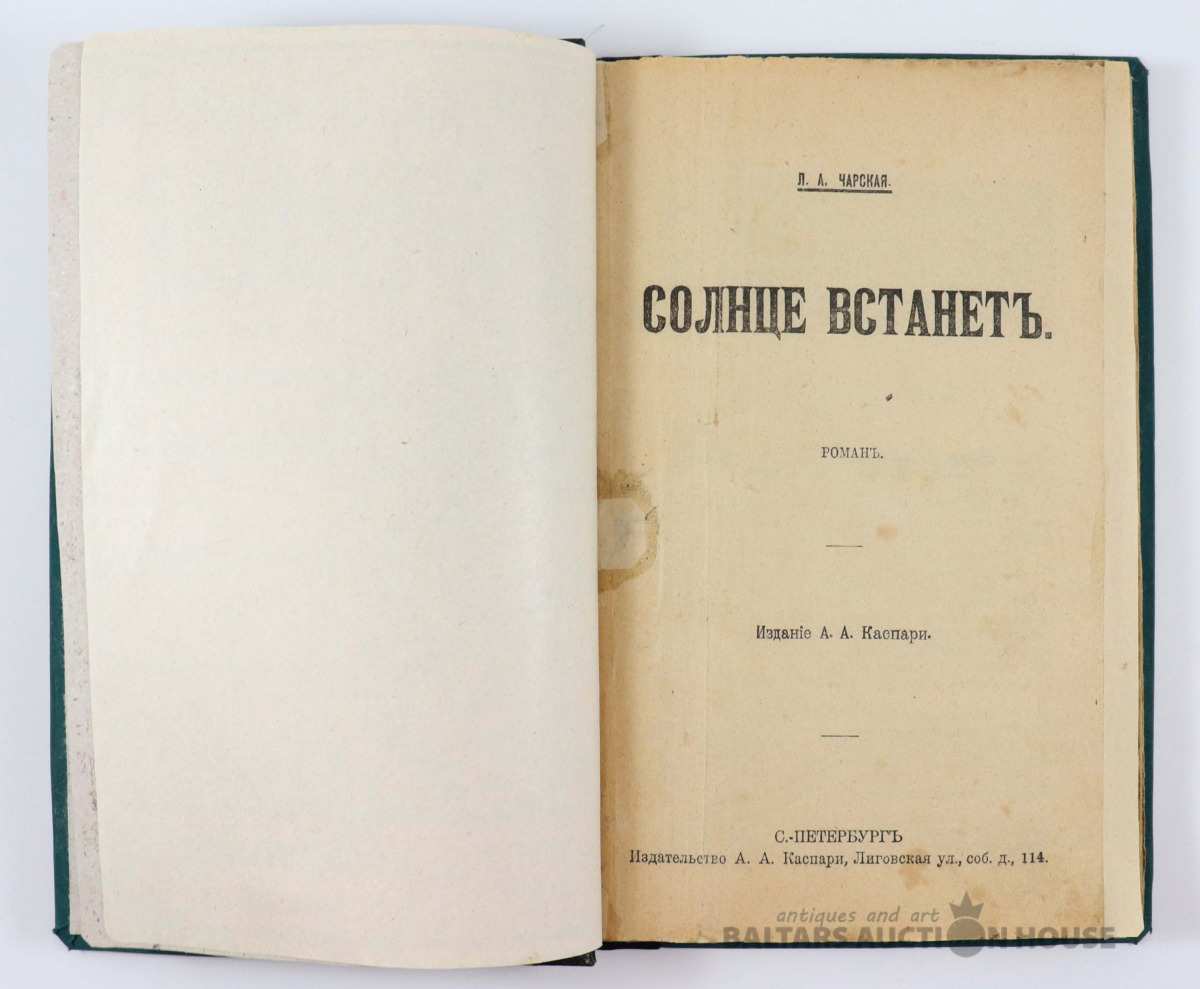 Л. А. ЧАРСКАЯ.
СОЛНЦЕ ВСТАНЕТЪ.
РОМАНЪ.
Изданіе А. А. Каспари.
С.-ПЕТЕРБУРГЪ
Издательство А. А. Каспари, Лиговская ул., соб. д., 114.
antiques and art
BALTARS AUCTION HOUSE